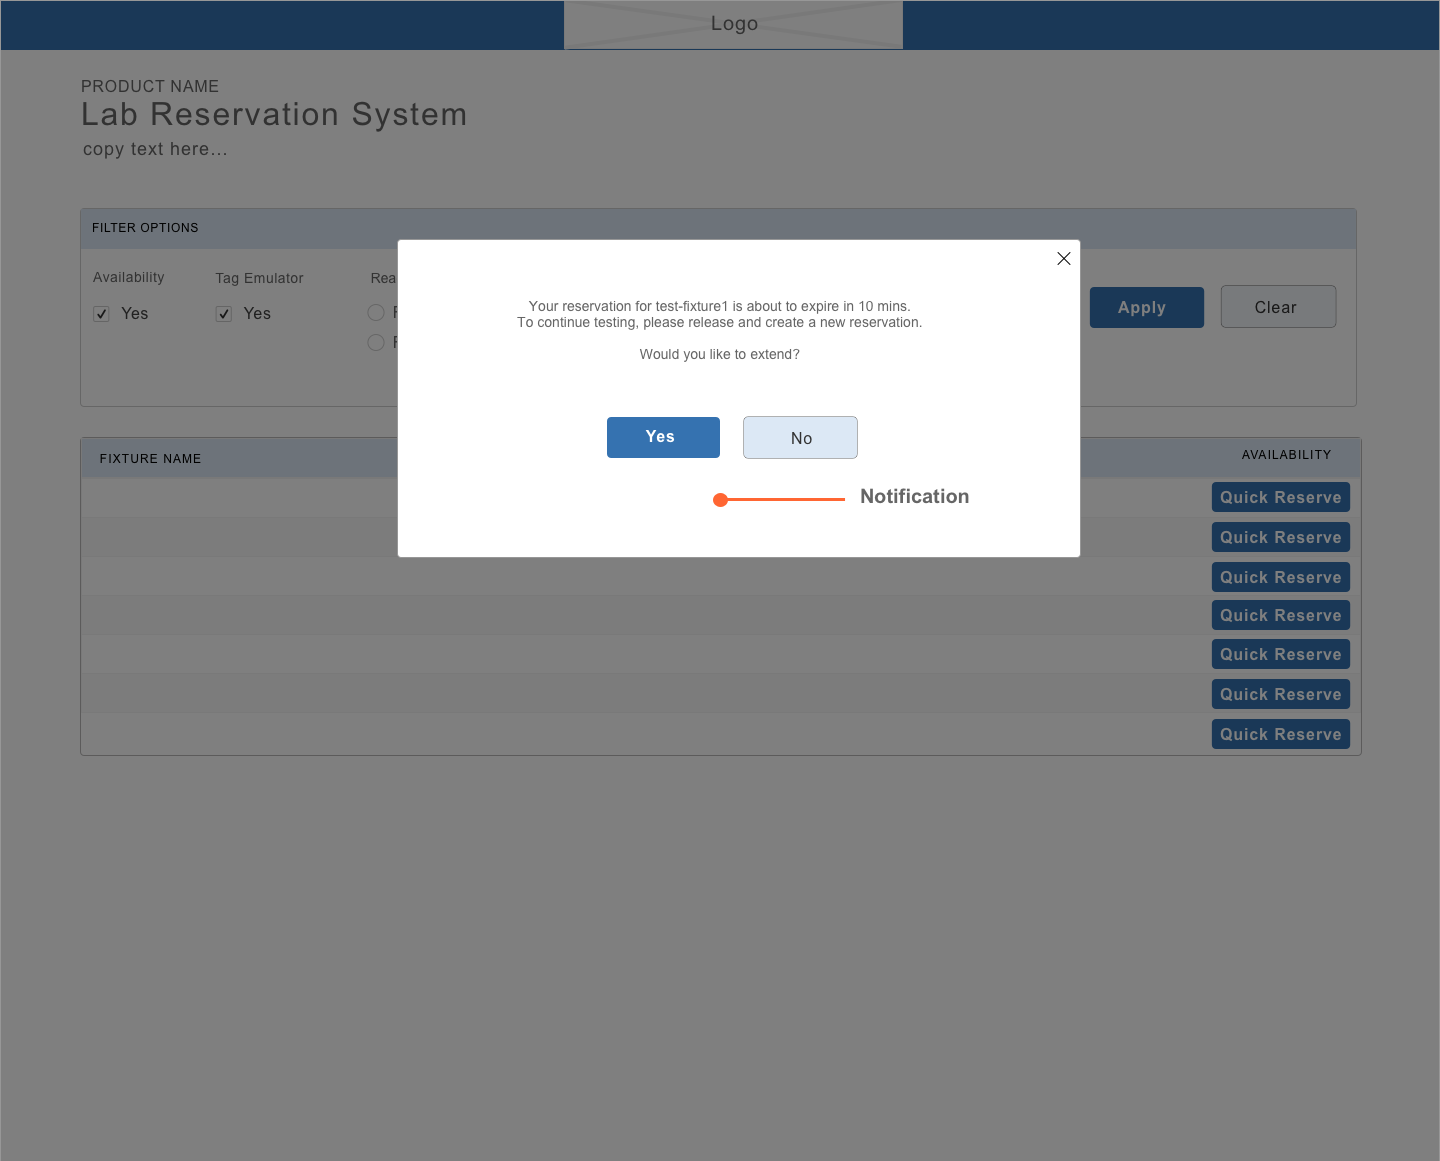 Logo
PRODUCT NAME
Lab Reservation System
copy text here...
FILTER OPTIONS
Availability
Tag Emulator
Yes
Yes
Apply
Clear
Your reservation for test-fixture1 is about to expire in 10 mins.
To continue testing, please release and create a new reservation.
Would you like to extend?
Yes
No
Notification
FIXTURE NAME
AVAILABILITY
Quick Reserve
Quick Reserve
Quick Reserve
Quick Reserve
Quick Reserve
Quick Reserve
Quick Reserve